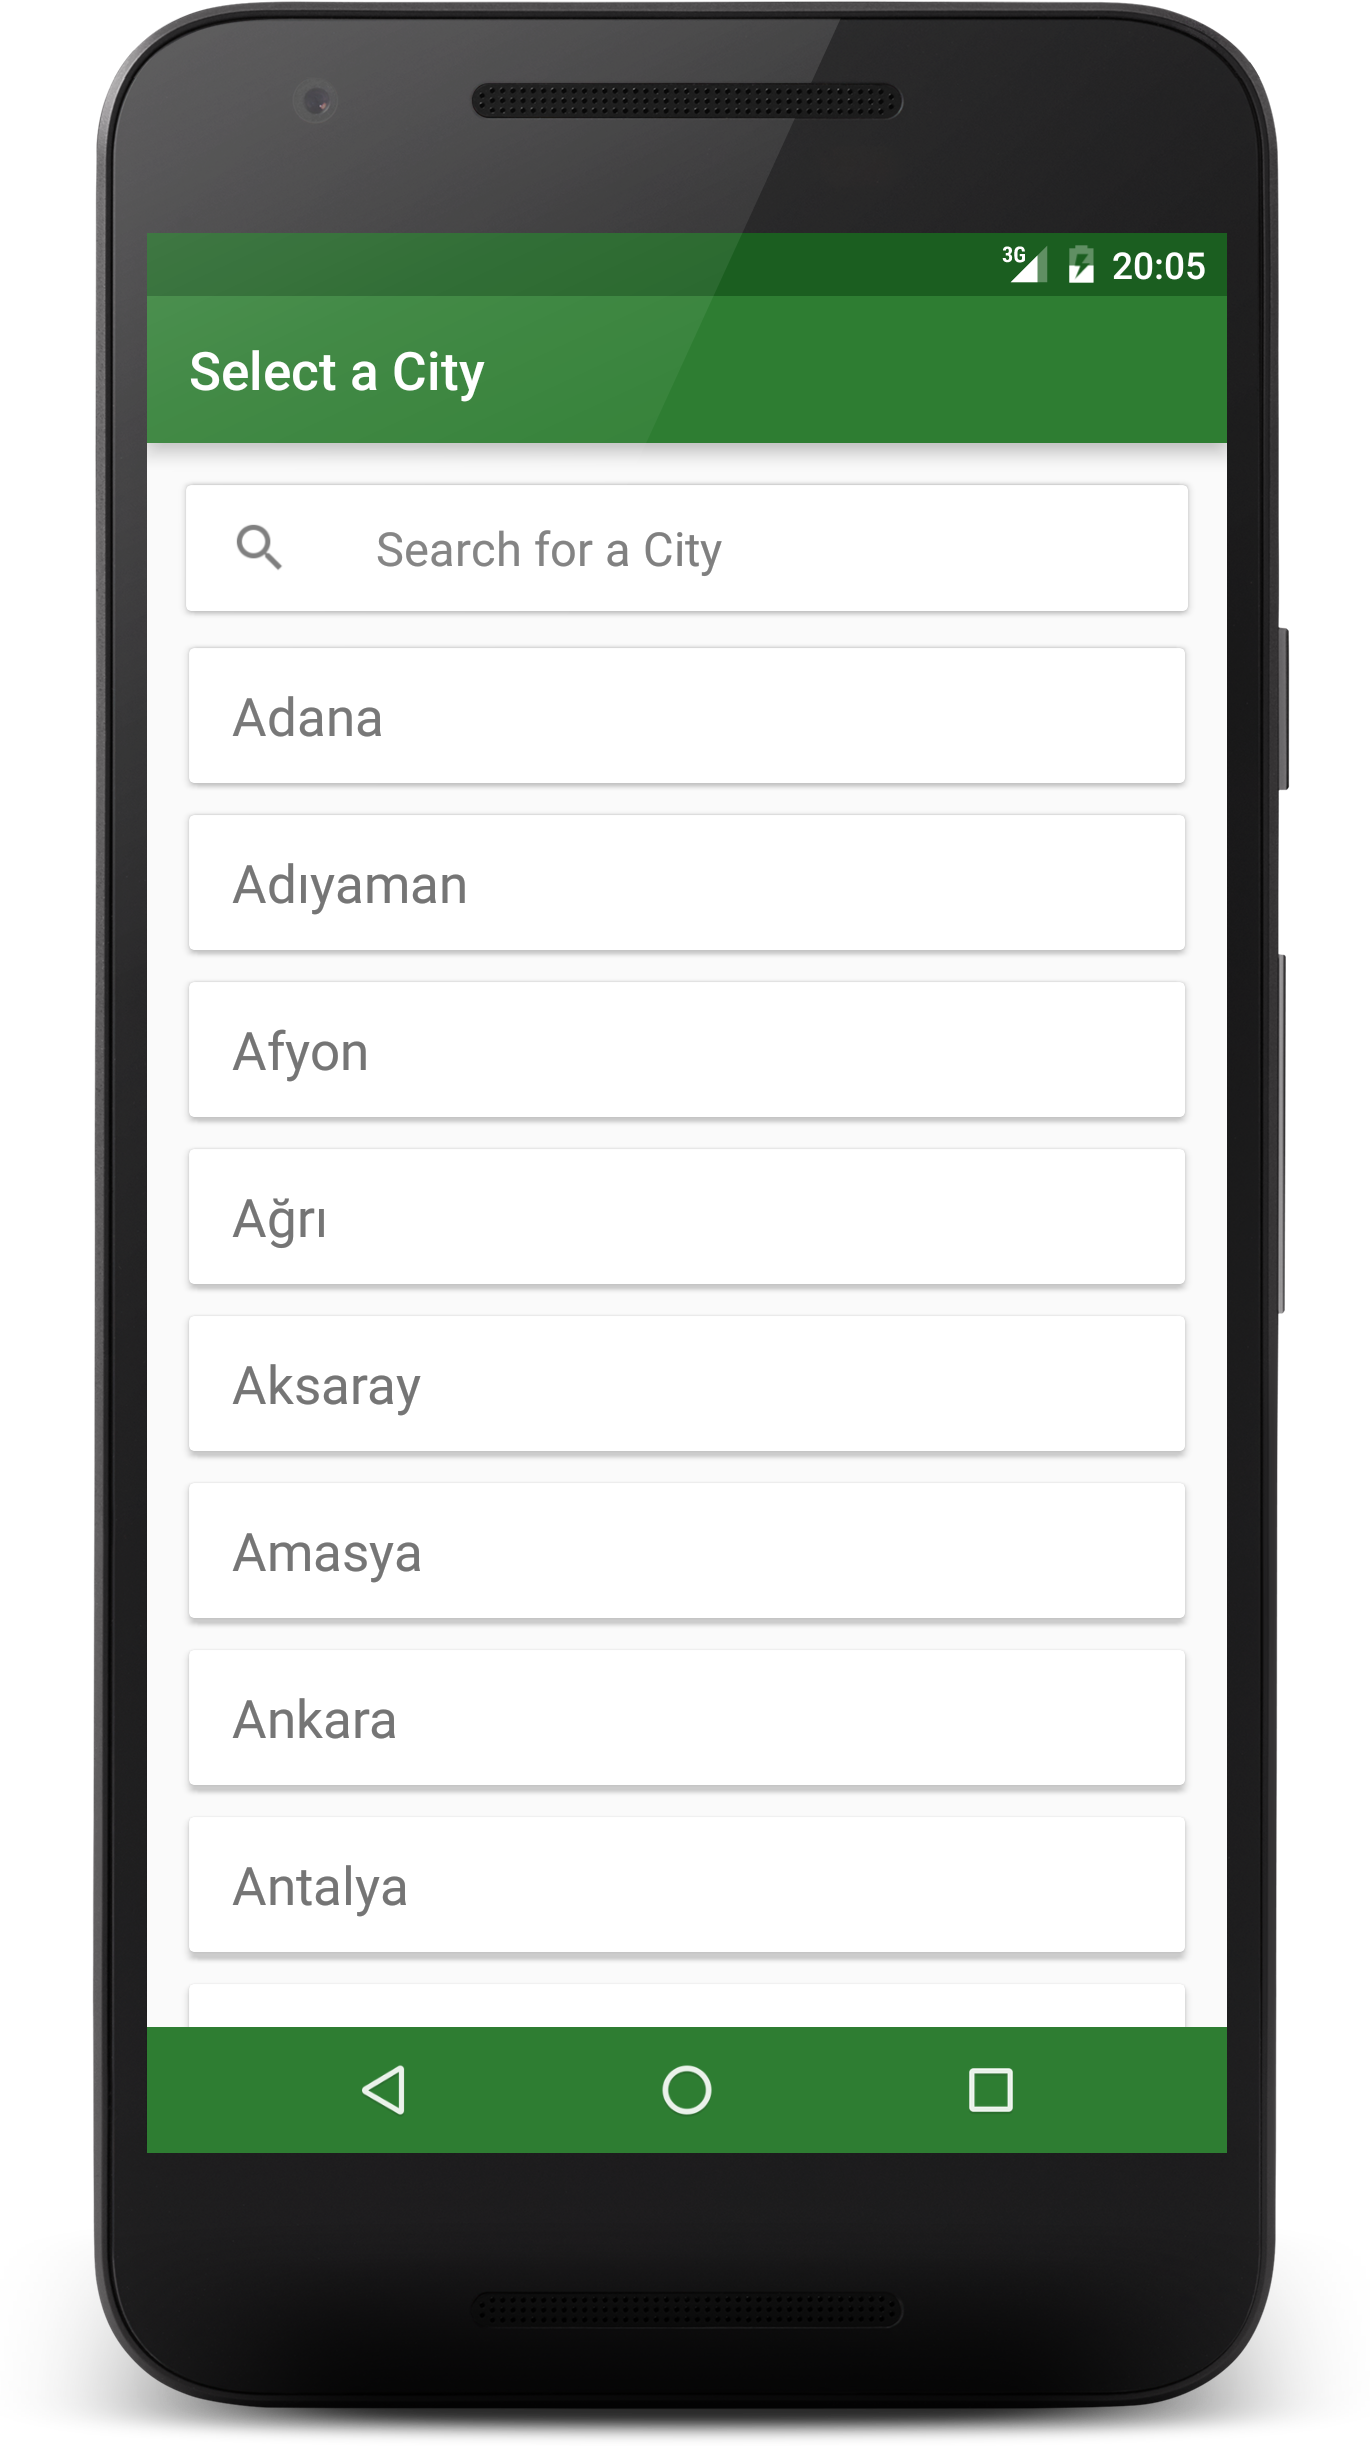 3G 20:05
Select a City
Search for a City
Adana
Adıyaman
Afyon
Ağrı
Aksaray
Amasya
Ankara
Antalya